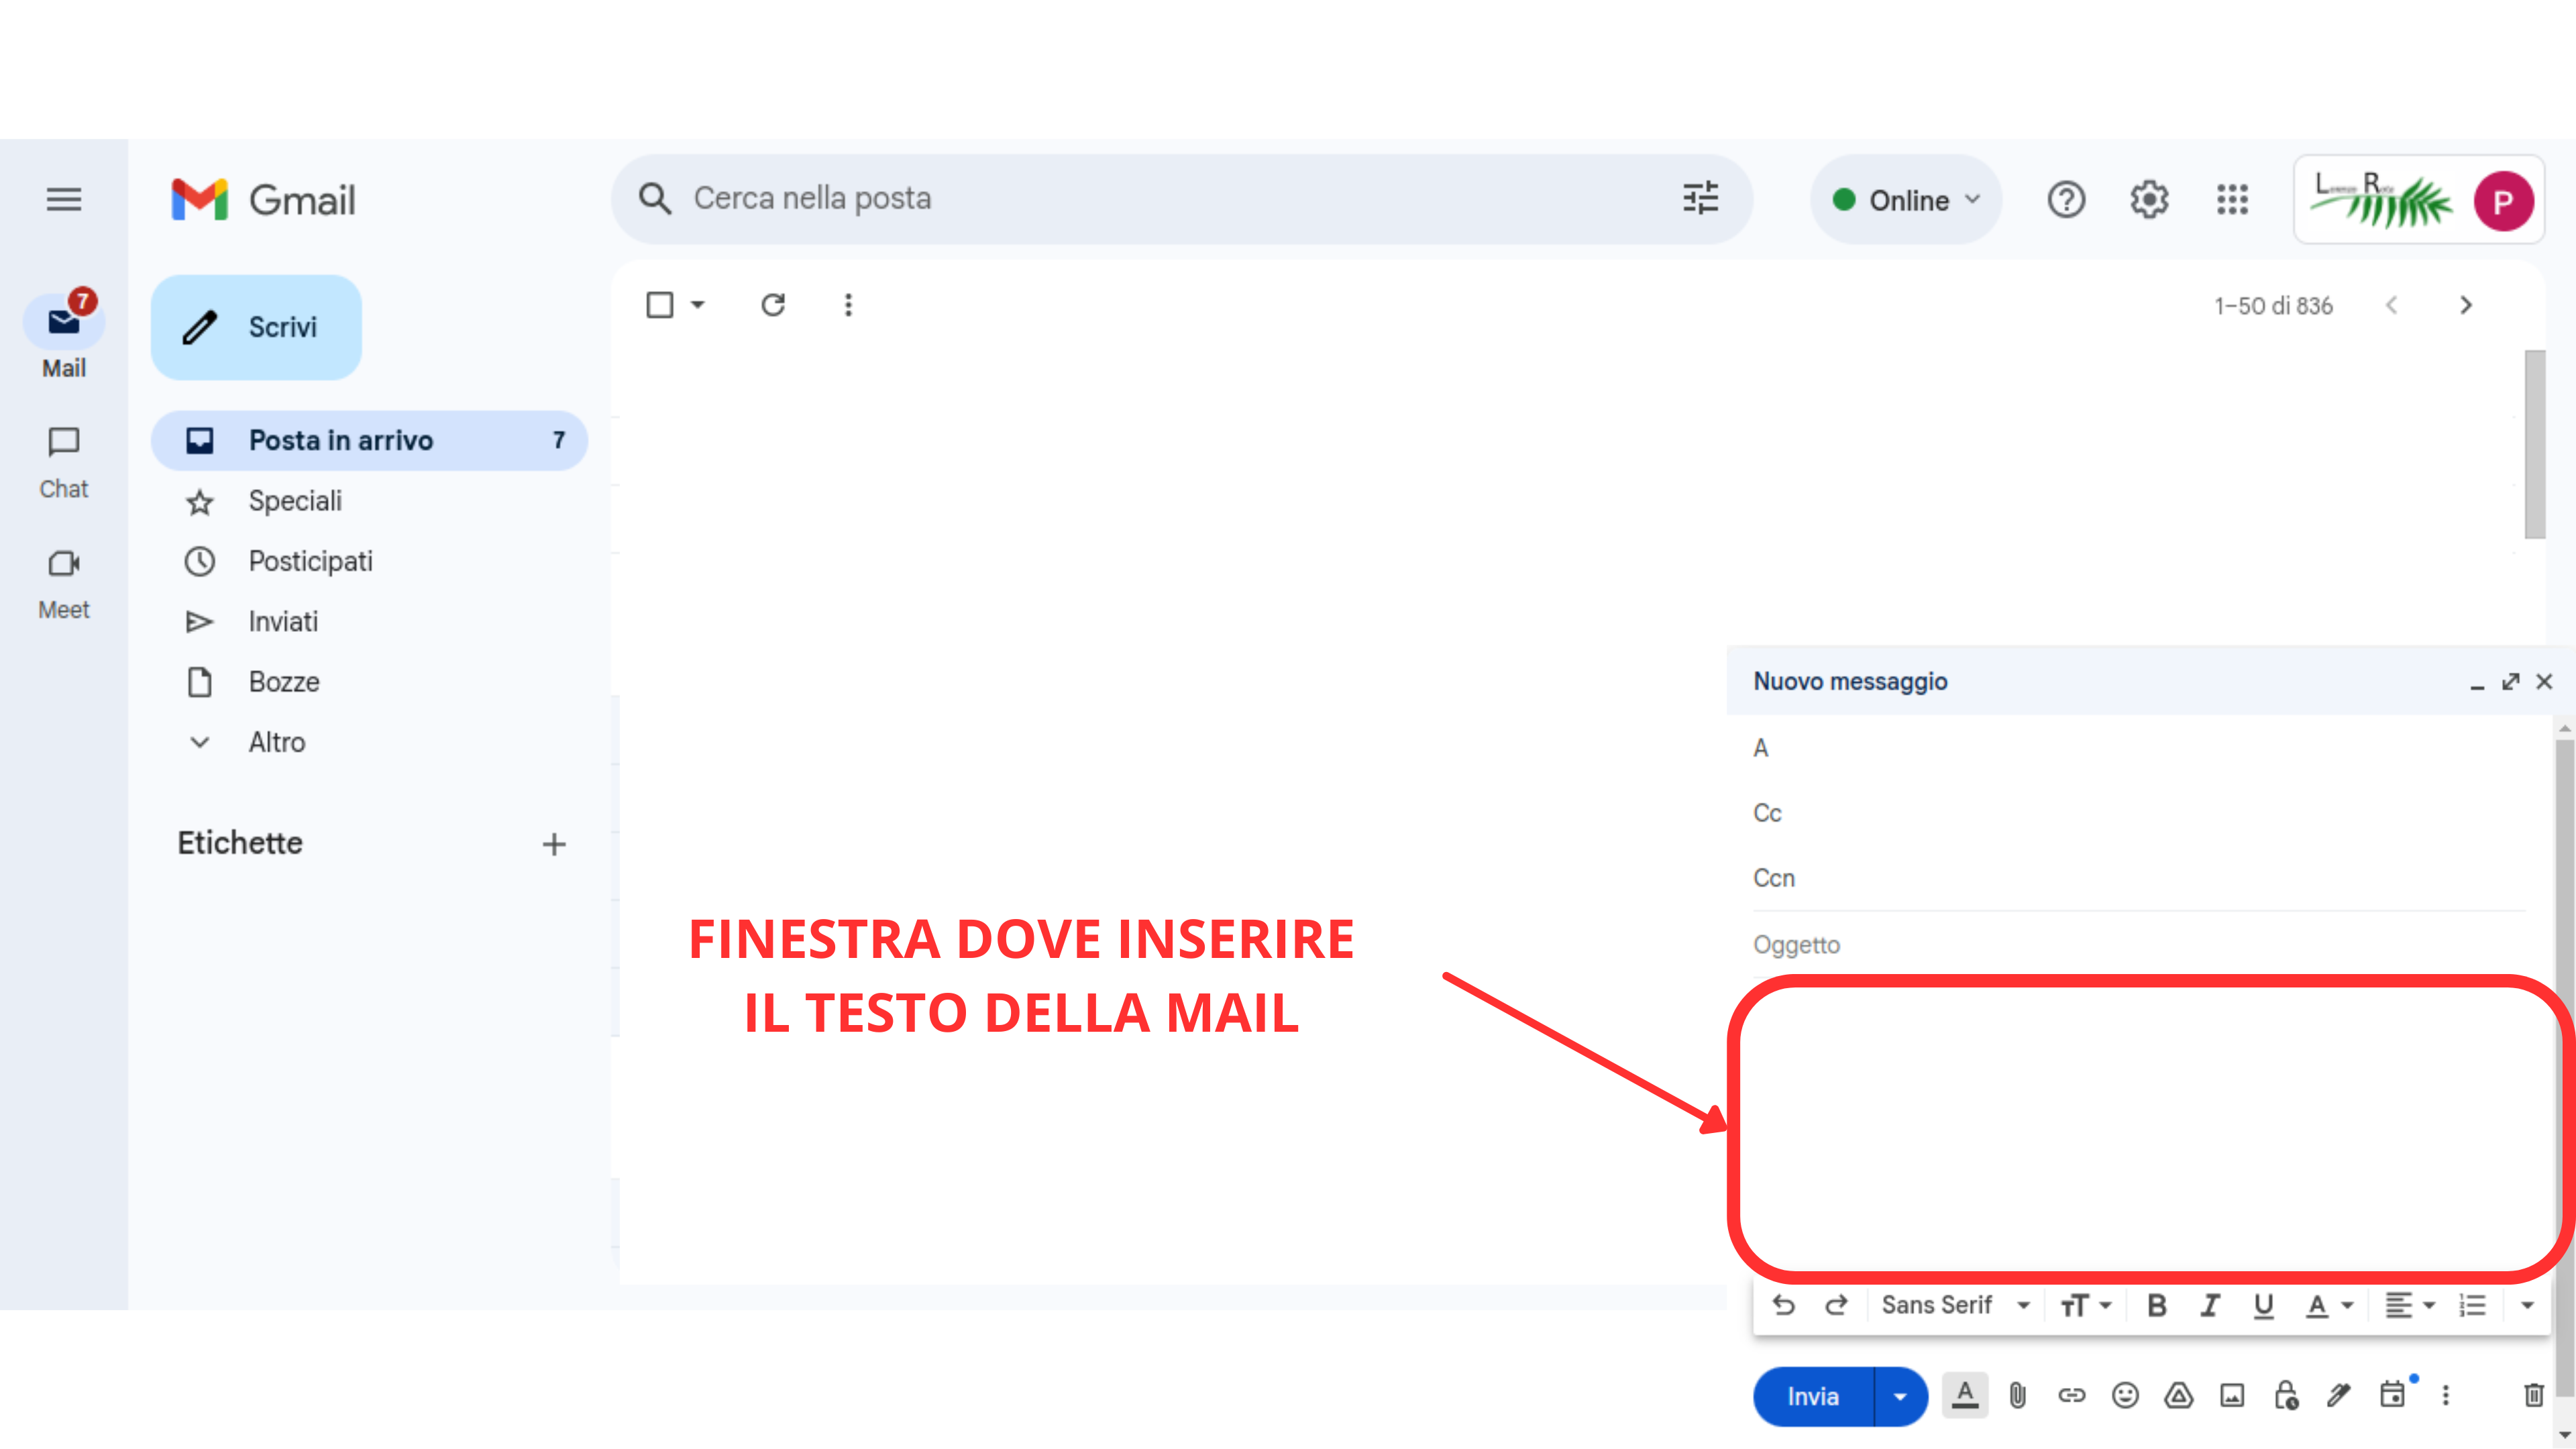 Gmail
Cerca nella posta
Online
P
7
Mail
Scrivi
1–50 di 836
Posta in arrivo 7
Chat
Speciali
Posticipati
Meet
Inviati
Bozze
Nuovo messaggio
Altro
A
Cc
Etichette
Ccn
Oggetto
FINESTRA DOVE INSERIRE
IL TESTO DELLA MAIL
Sans Serif
Invia